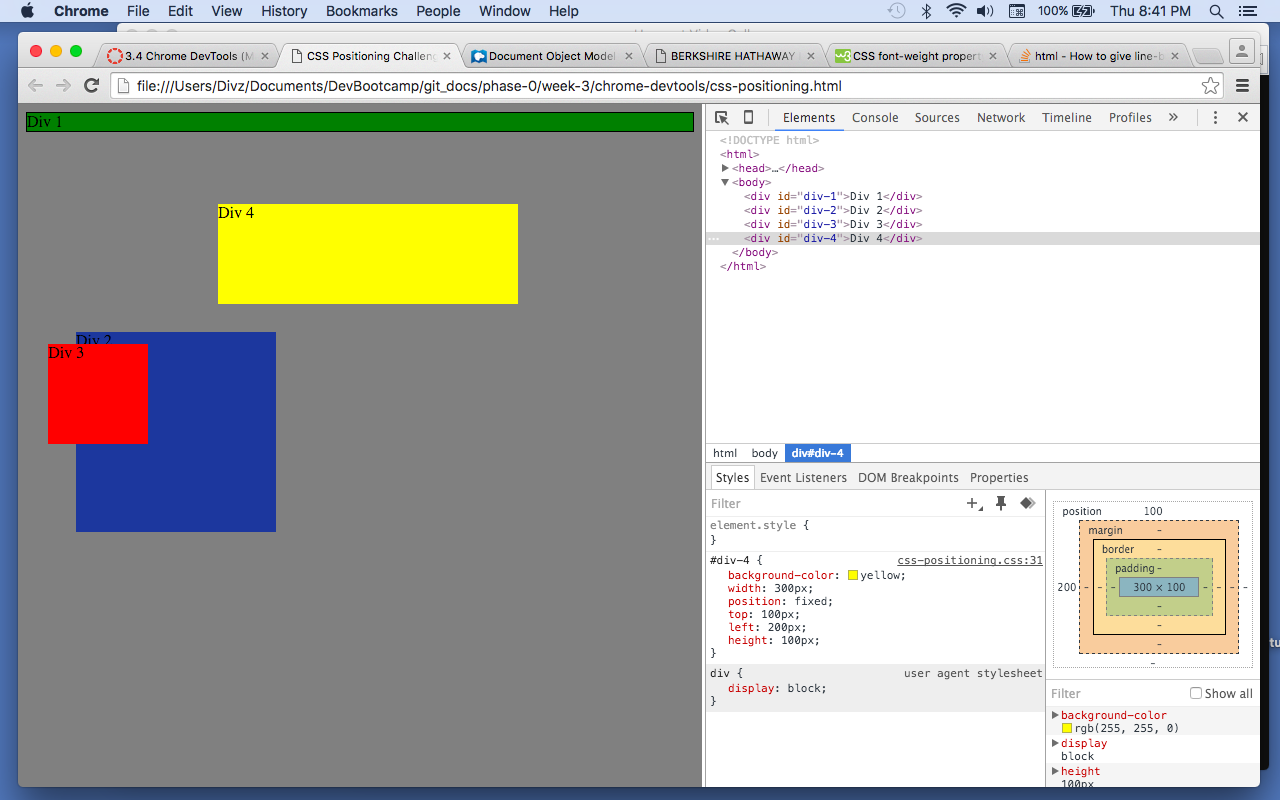 Chrome File Edit View History Bookmarks People Window Help 100% Thu 8:41 PM
3.4 Chrome DevTools (M × CSS Positioning Challeng × Document Object Model × BERKSHIRE HATHAWAY × CSS font-weight propert × html - How to give line-b ×
file:///Users/Divz/Documents/DevBootcamp/git_docs/phase-0/week-3/chrome-devtools/css-positioning.html
Div 1
Div 4
Div 2
Div 3
Elements Console Sources Network Timeline Profiles »
<!DOCTYPE html>
<html>
<head>…</head>
<body>
<div id="div-1">Div 1</div>
<div id="div-2">Div 2</div>
<div id="div-3">Div 3</div>
<div id="div-4">Div 4</div>
</body>
</html>
html body div#div-4
Styles Event Listeners DOM Breakpoints Properties
Filter
element.style {
}
#div-4 { css-positioning.css:31
background-color: yellow;
width: 300px;
position: fixed;
top: 100px;
left: 200px;
height: 100px;
}
div { user agent stylesheet
display: block;
}
position 100
margin –
border –
padding –
200 – – – 300 × 100 – – – –
–
–
–
–
Filter Show all
background-color
rgb(255, 255, 0)
display
block
height
100px